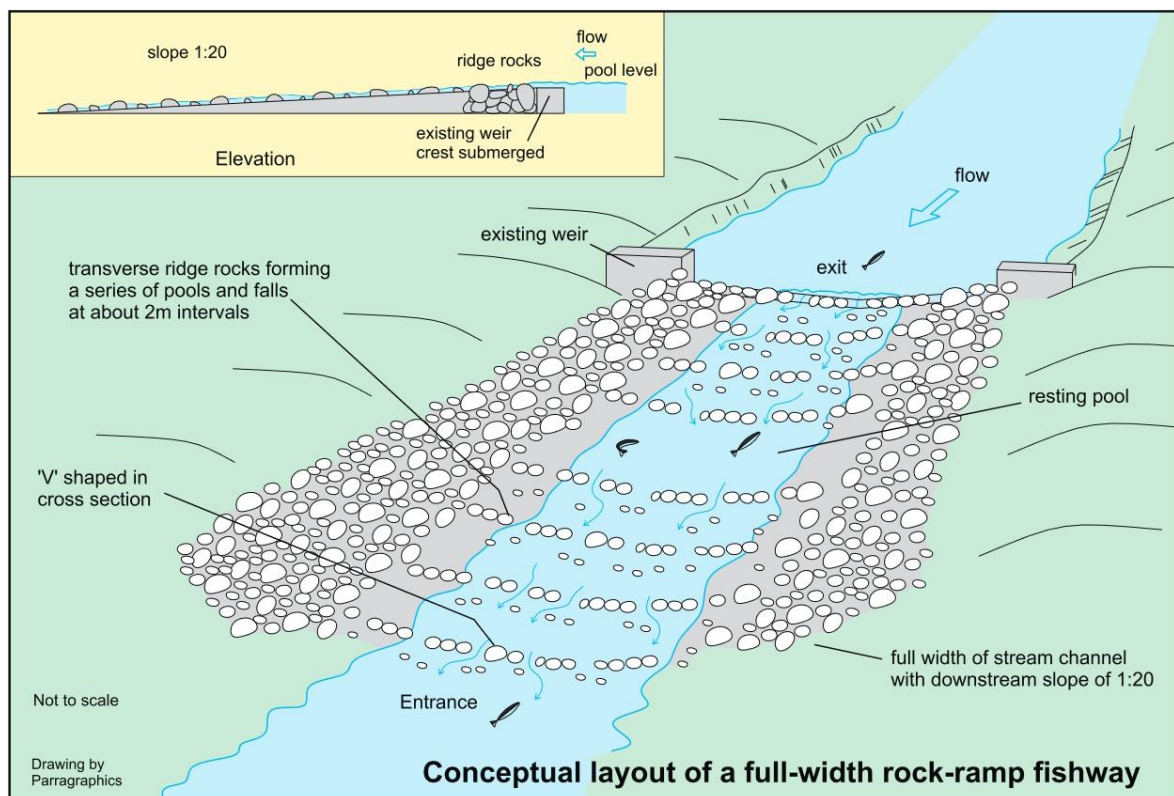 slope 1:20
flow
ridge rocks
pool level
existing weir
crest submerged
Elevation
flow
existing weir
exit
transverse ridge rocks forming
a series of pools and falls
at about 2m intervals
resting pool
'V' shaped in
cross section
full width of stream channel
with downstream slope of 1:20
Not to scale
Entrance
Drawing by
Parragraphics
Conceptual layout of a full-width rock-ramp fishway